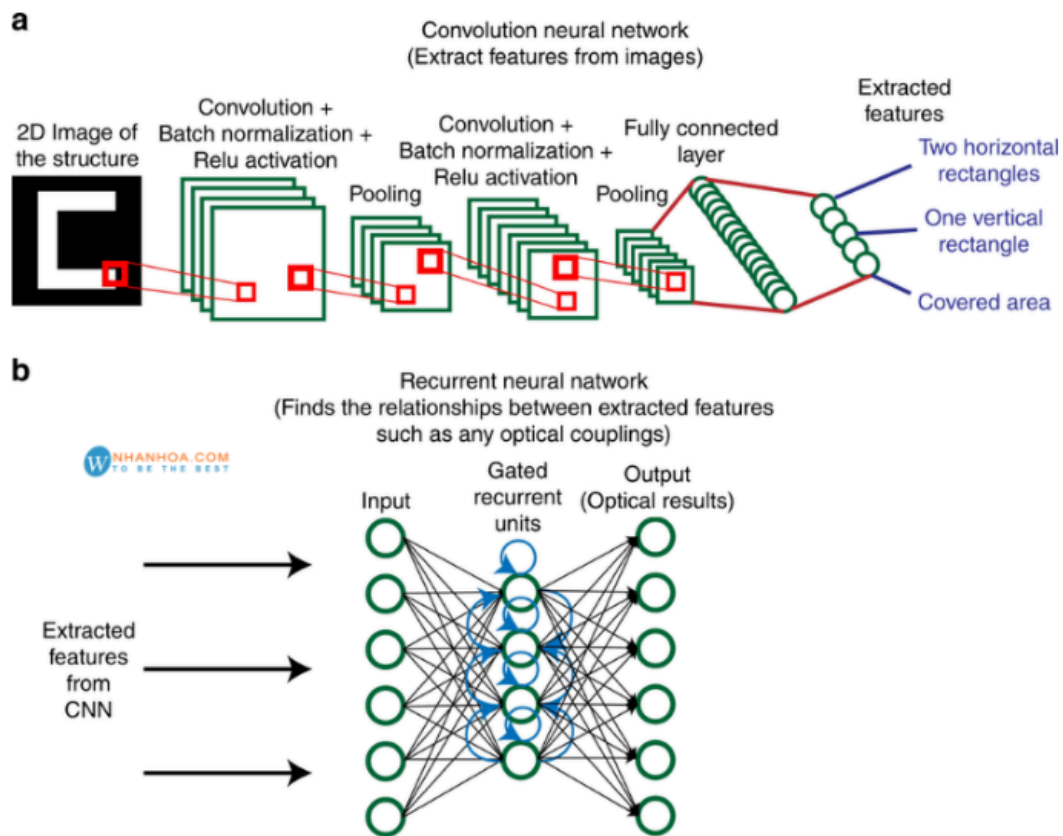 a
Convolution neural network
(Extract features from images)
2D Image of
the structure
Convolution +
Batch normalization +
Relu activation
Pooling
Convolution +
Batch normalization +
Relu activation
Pooling
Fully connected
layer
Extracted
features
Two horizontal
rectangles
One vertical
rectangle
Covered area
b
Recurrent neural natwork
(Finds the relationships between extracted features
such as any optical couplings)
W NHANHOA.COM
TO BE THE BEST
Extracted
features
from
CNN
Input
Gated
recurrent
units
Output
(Optical results)